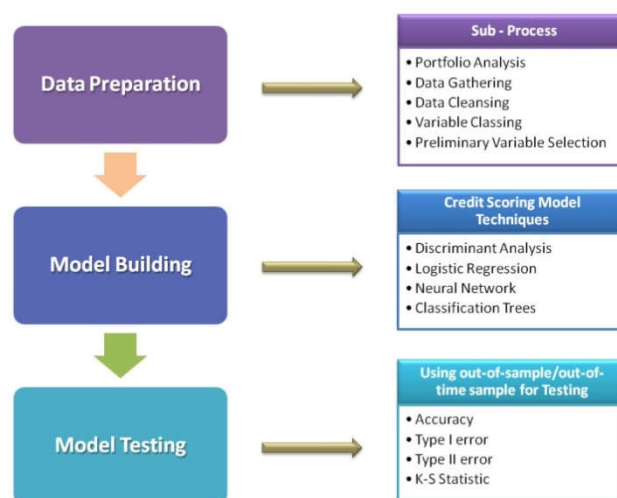 Data Preparation
Sub - Process
• Portfolio Analysis
• Data Gathering
• Data Cleansing
• Variable Classing
• Preliminary Variable Selection
Model Building
Credit Scoring Model
Techniques
• Discriminant Analysis
• Logistic Regression
• Neural Network
• Classification Trees
Model Testing
Using out-of-sample/out-of-
time sample for Testing
• Accuracy
• Type I error
• Type II error
• K-S Statistic